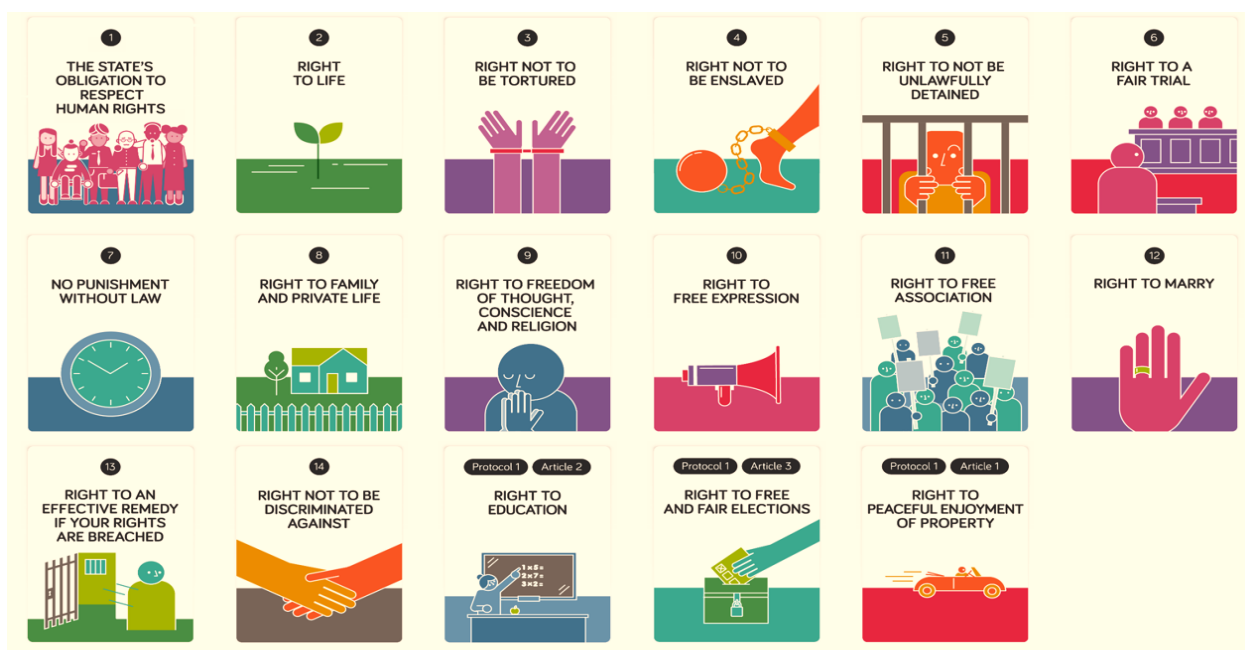 1
THE STATE'S
OBLIGATION TO
RESPECT
HUMAN RIGHTS
2
RIGHT
TO LIFE
3
RIGHT NOT TO
BE TORTURED
4
RIGHT NOT TO
BE ENSLAVED
5
RIGHT TO NOT BE
UNLAWFULLY
DETAINED
6
RIGHT TO A
FAIR TRIAL
7
NO PUNISHMENT
WITHOUT LAW
8
RIGHT TO FAMILY
AND PRIVATE LIFE
9
RIGHT TO FREEDOM
OF THOUGHT,
CONSCIENCE
AND RELIGION
10
RIGHT TO
FREE EXPRESSION
11
RIGHT TO FREE
ASSOCIATION
12
RIGHT TO MARRY
13
RIGHT TO AN
EFFECTIVE REMEDY
IF YOUR RIGHTS
ARE BREACHED
14
RIGHT NOT TO BE
DISCRIMINATED
AGAINST
Protocol 1 Article 2
RIGHT TO
EDUCATION
1×5=
2×7=
3×2=
Protocol 1 Article 3
RIGHT TO FREE
AND FAIR ELECTIONS
Protocol 1 Article 1
RIGHT TO
PEACEFUL ENJOYMENT
OF PROPERTY